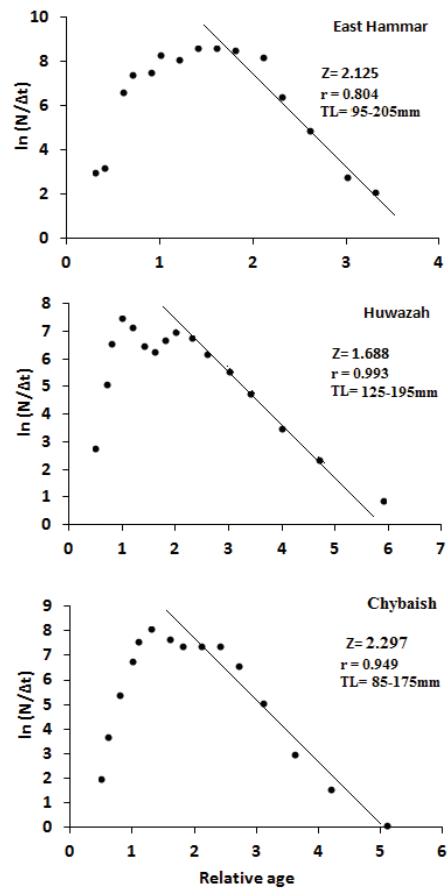 East Hammar
Z= 2.125
r = 0.804
TL= 95-205mm
ln (N/Δt)
10
8
6
4
2
0
0 1 2 3 4
Huwazah
Z= 1.688
r = 0.993
TL= 125-195mm
ln (N/Δt)
8
7
6
5
4
3
2
1
0
0 1 2 3 4 5 6 7
Chybaish
Z= 2.297
r = 0.949
TL= 85-175mm
ln (N/Δt)
9
8
7
6
5
4
3
2
1
0
0 1 2 3 4 5 6
Relative age